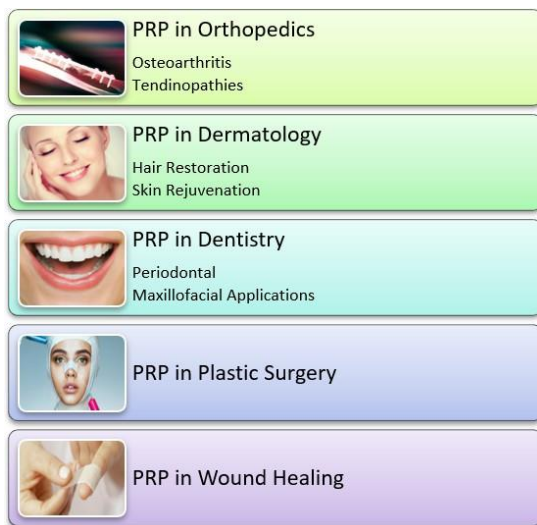 PRP in Orthopedics
Osteoarthritis
Tendinopathies
PRP in Dermatology
Hair Restoration
Skin Rejuvenation
PRP in Dentistry
Periodontal
Maxillofacial Applications
PRP in Plastic Surgery
PRP in Wound Healing